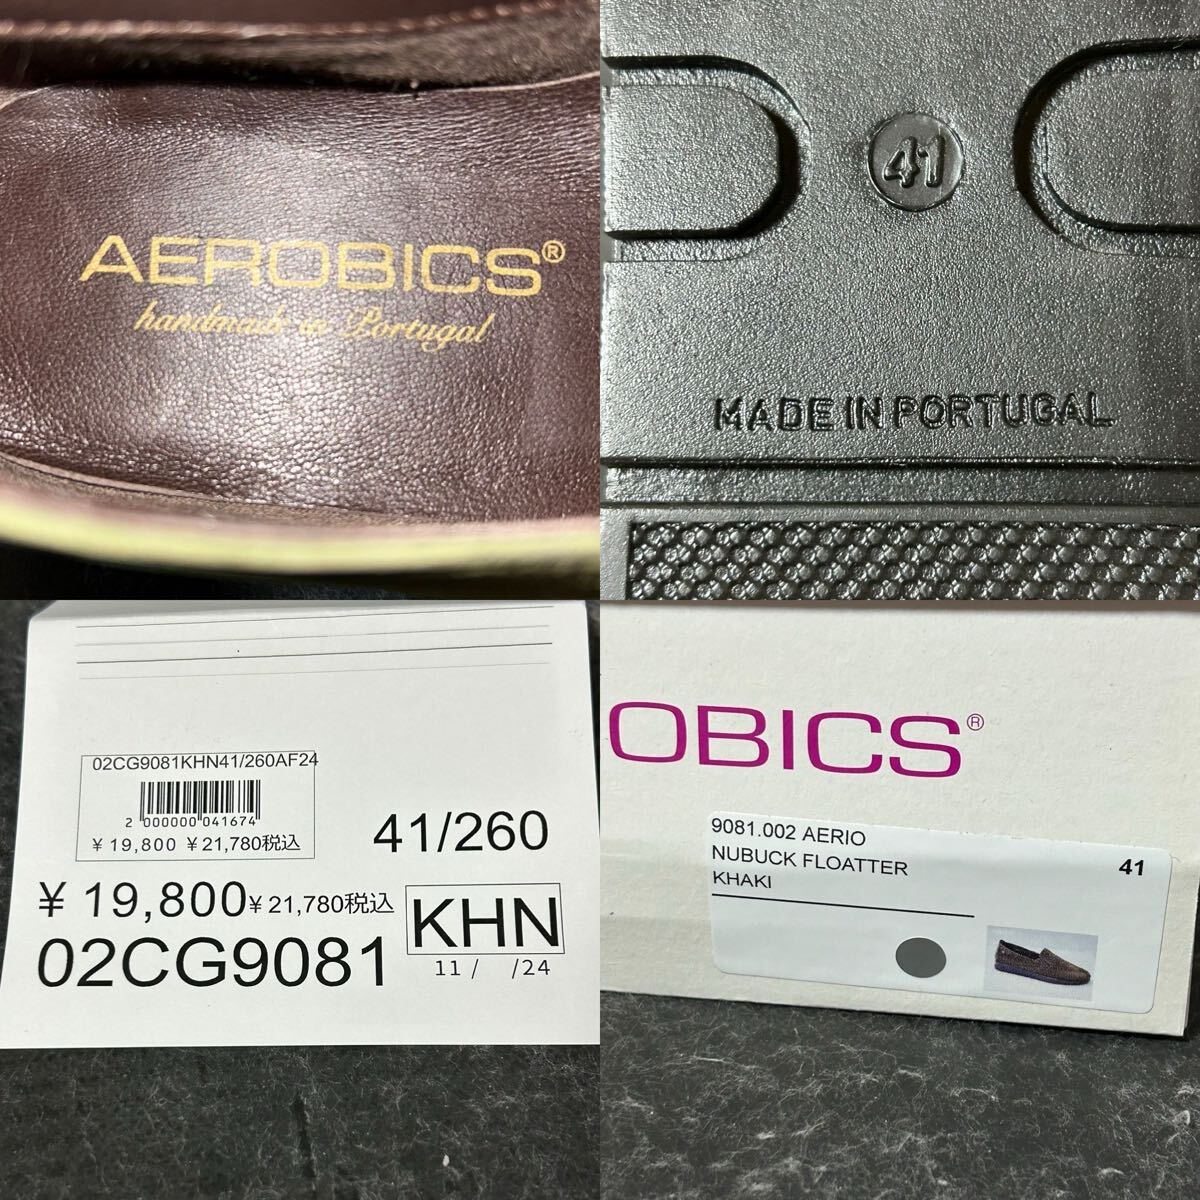 AEROBICS®
handmade in Portugal
41
MADE IN PORTUGAL
02CG9081KHN41/260AF24
2 000000 041674
¥19,800 ¥21,780税込
41/260
¥19,800 ¥21,780税込
KHN
02CG9081
11/ /24
OBICS®
9081.002 AERIO
NUBUCK FLOATTER
KHAKI
41